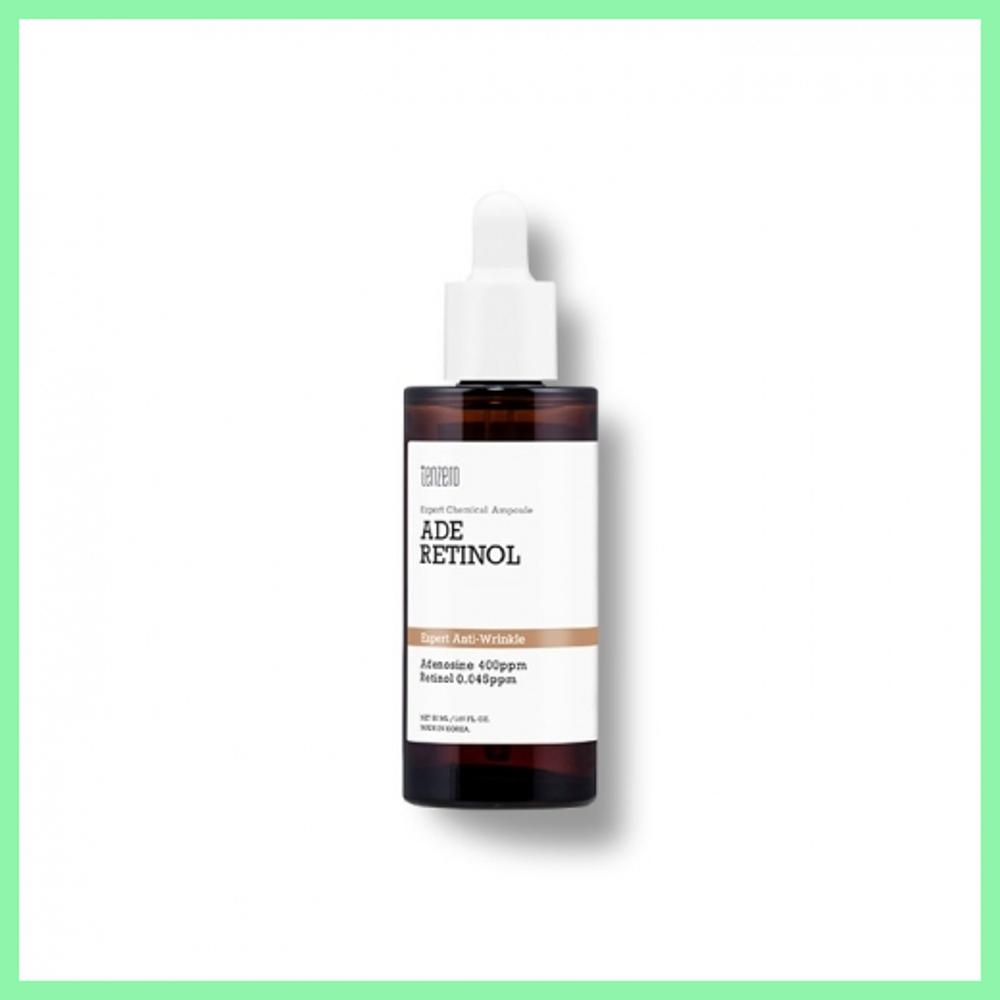 tenzero
Expert Chemical Ampoule
ADE
RETINOL
Expert Anti-Wrinkle
Adenosine 400ppm
Retinol 0.045ppm
MADE IN KOREA.